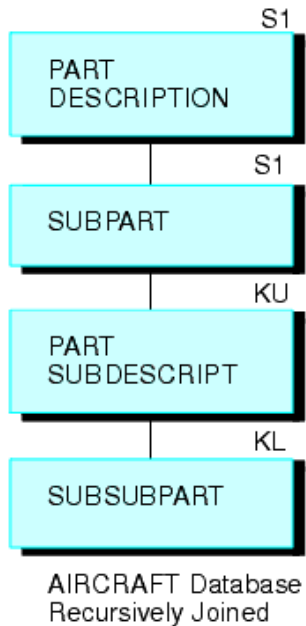 S1
PART
DESCRIPTION
S1
SUBPART
KU
PART
SUBDESCRIPT
KL
SUBSUBPART
AIRCRAFT Database
Recursively Joined